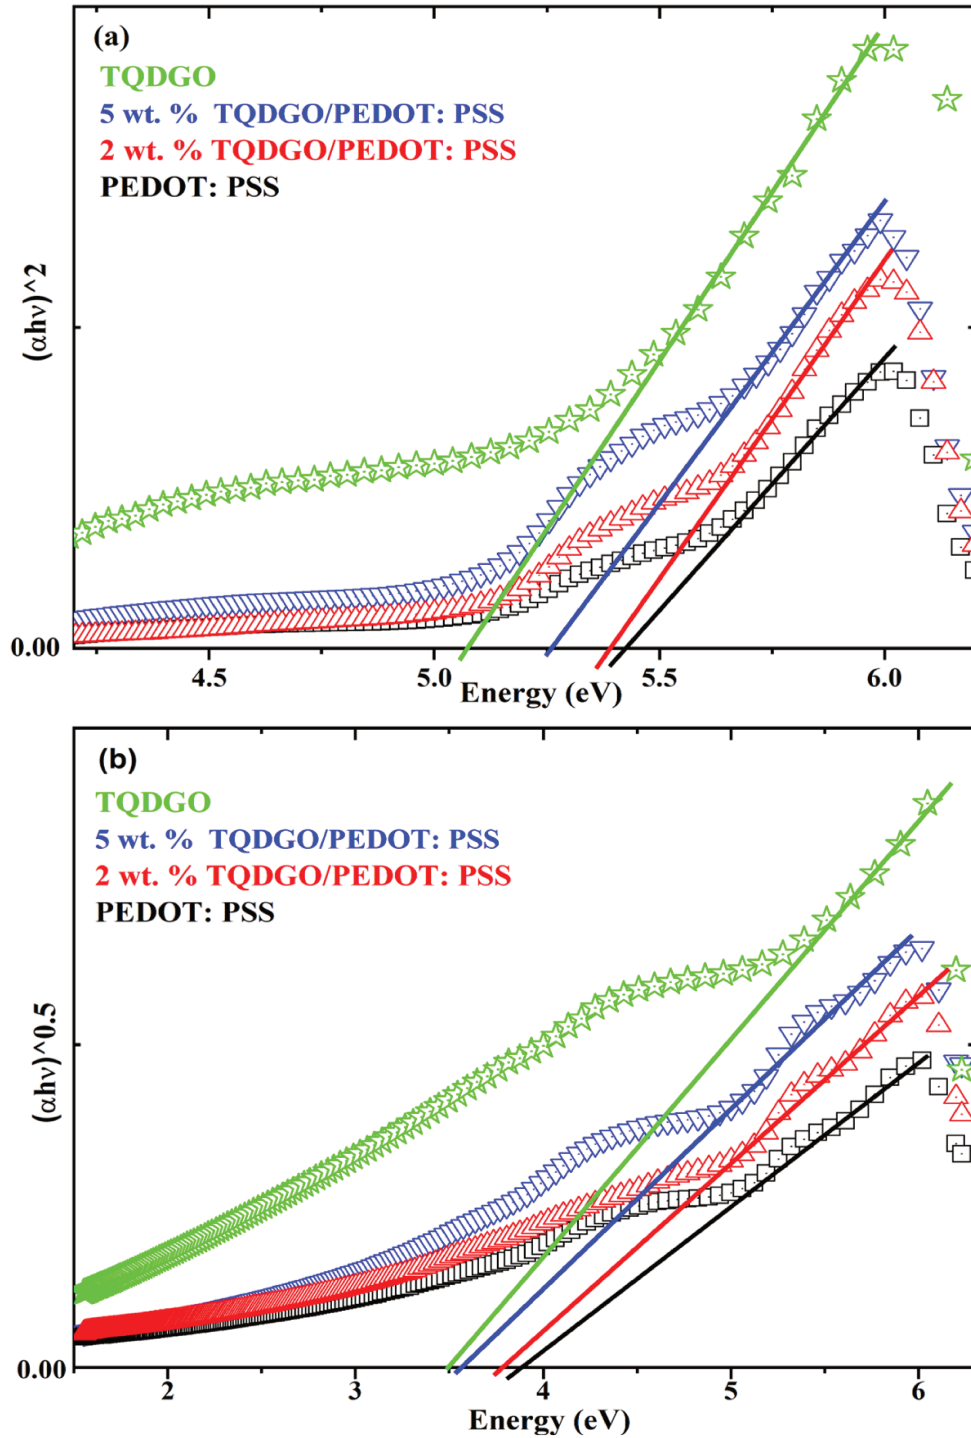 (a)
TQDGO
5 wt. % TQDGO/PEDOT: PSS
2 wt. % TQDGO/PEDOT: PSS
PEDOT: PSS
(αhν)^2
0.00
4.5 5.0 5.5 6.0
Energy (eV)
(b)
TQDGO
5 wt. % TQDGO/PEDOT: PSS
2 wt. % TQDGO/PEDOT: PSS
PEDOT: PSS
(αhν)^0.5
0.00
2 3 4 5 6
Energy (eV)